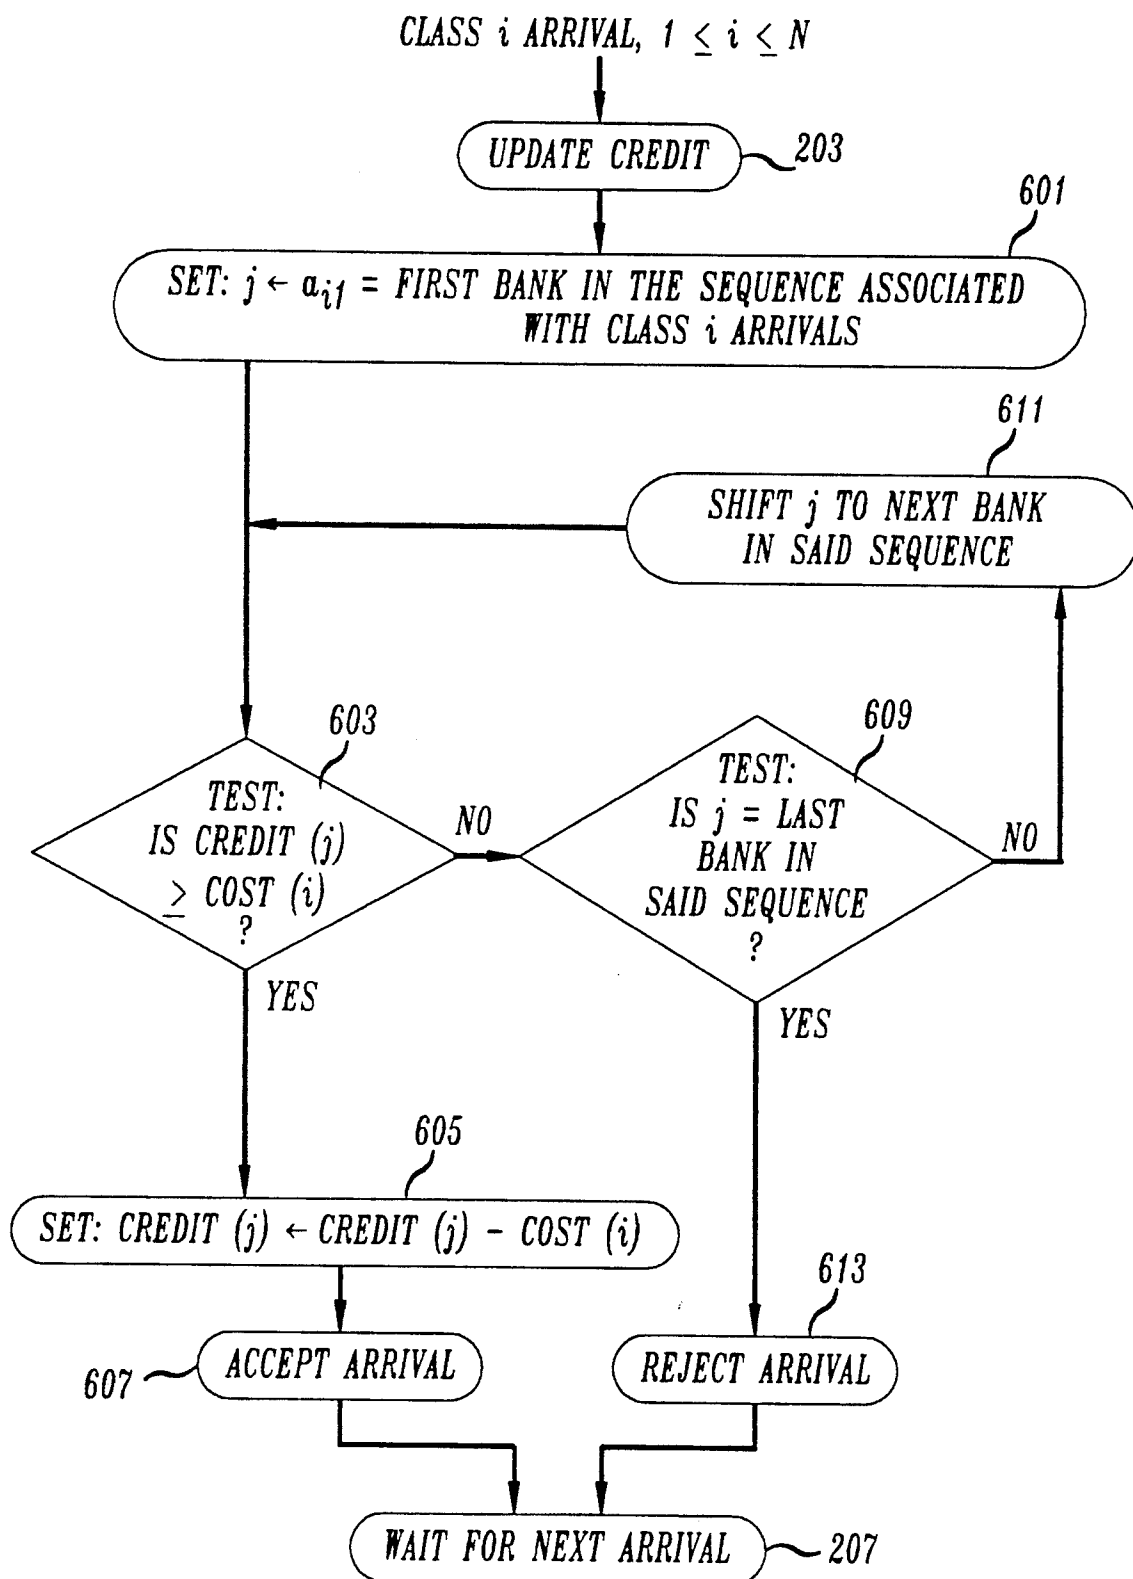 CLASS i ARRIVAL, 1 ≤ i ≤ N
UPDATE CREDIT
203
601
SET: j ← α_{i1} = FIRST BANK IN THE SEQUENCE ASSOCIATED
WITH CLASS i ARRIVALS
611
SHIFT j TO NEXT BANK
IN SAID SEQUENCE
603
TEST:
IS CREDIT (j)
≥ COST (i)
?
NO
YES
609
TEST:
IS j = LAST
BANK IN
SAID SEQUENCE
?
NO
YES
605
SET: CREDIT (j) ← CREDIT (j) - COST (i)
613
607
ACCEPT ARRIVAL
REJECT ARRIVAL
WAIT FOR NEXT ARRIVAL
207